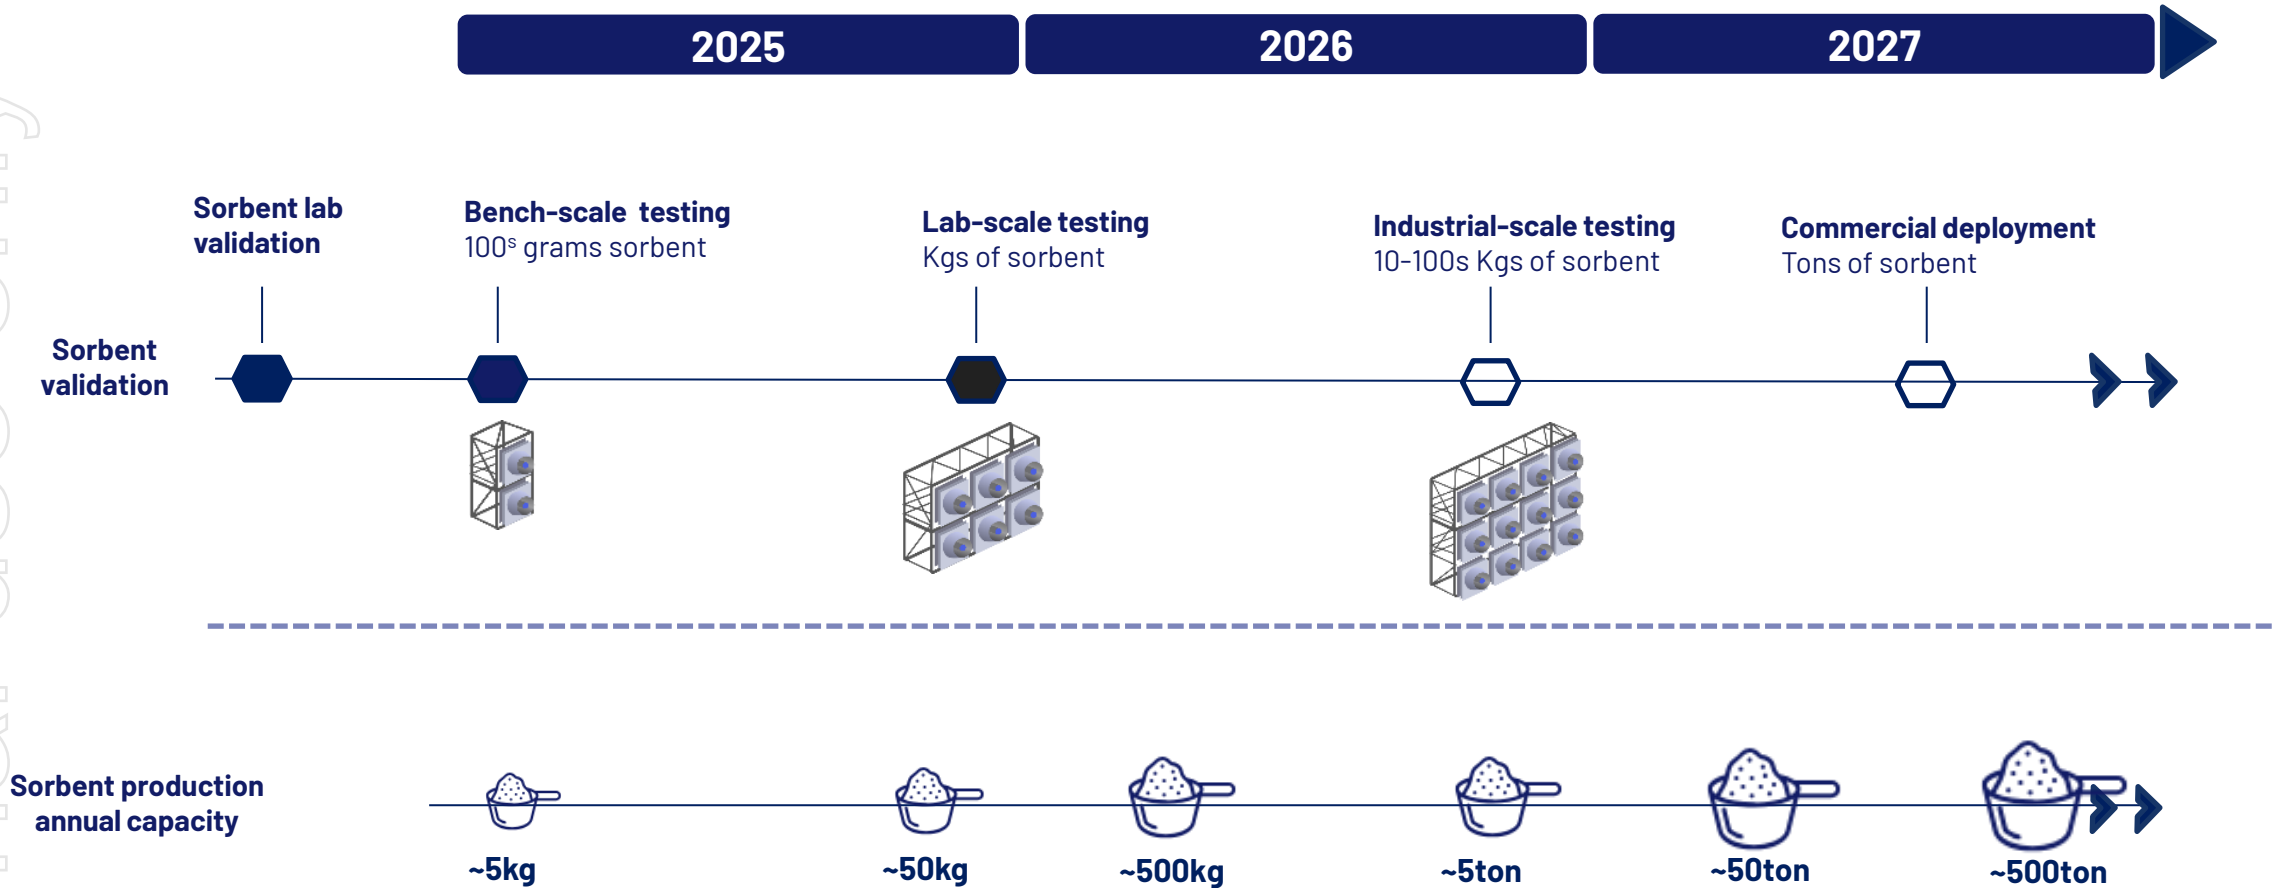 2025
2026
2027
Sorbent lab
validation
Bench-scale testing
100s grams sorbent
Lab-scale testing
Kgs of sorbent
Industrial-scale testing
10-100s Kgs of sorbent
Commercial deployment
Tons of sorbent
Sorbent
validation
Sorbent production
annual capacity
~5kg
~50kg
~500kg
~5ton
~50ton
~500ton